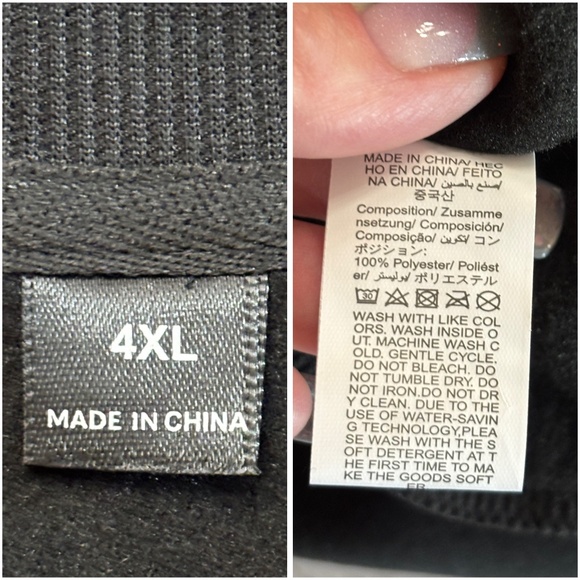 4XL
MADE IN CHINA
MADE IN CHINA/ HEC
HO EN CHINA/ FEITO
NA CHINA/ صنع بالصين/
중국산
Composition/ Zusamme
nsetzung/ Composición/
Composição/ تكوين/ コン
ポジション:
100% Polyester/ Poliést
er/ بوليستر/ ポリエステル
30
WASH WITH LIKE COL
ORS. WASH INSIDE O
UT. MACHINE WASH C
OLD. GENTLE CYCLE.
DO NOT BLEACH. DO
NOT TUMBLE DRY. DO
NOT IRON.DO NOT DR
Y CLEAN. DUE TO THE
USE OF WATER-SAVIN
G TECHNOLOGY,PLEA
SE WASH WITH THE S
OFT DETERGENT AT T
HE FIRST TIME TO MA
KE THE GOODS SOFT
ER